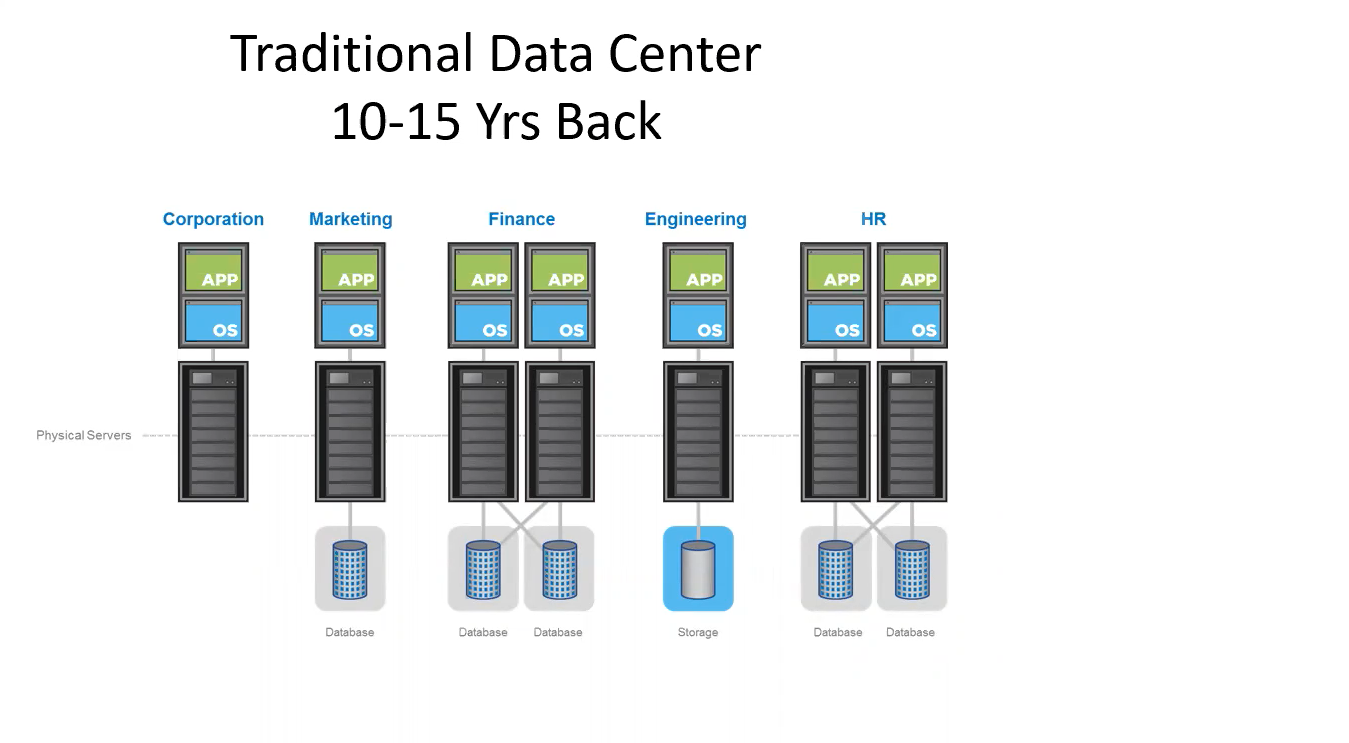 Traditional Data Center
10-15 Yrs Back
Corporation Marketing Finance Engineering HR
APP APP APP APP APP APP APP
OS OS OS OS OS OS OS
Physical Servers
Database Database Database Storage Database Database